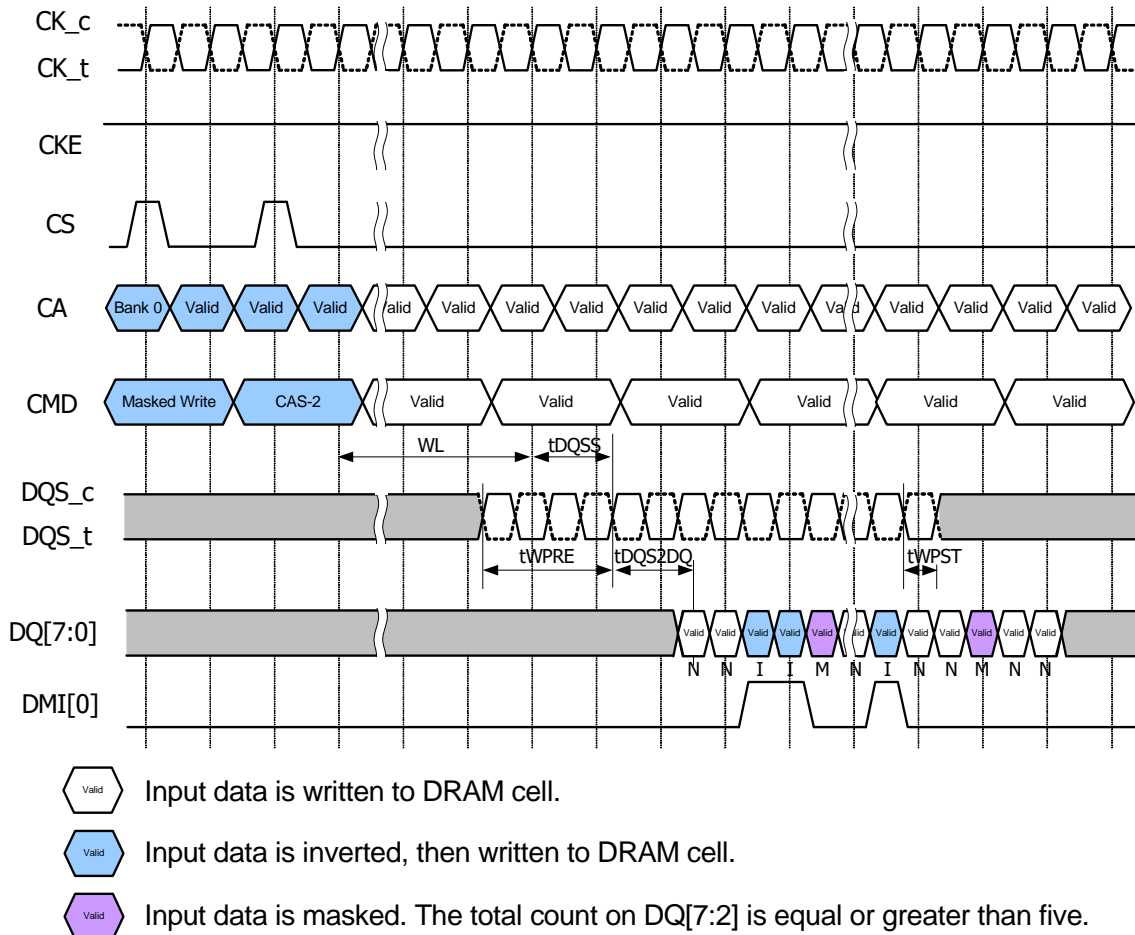 CK_c
CK_t
CKE
CS
CA Bank 0 Valid Valid Valid alid Valid Valid Valid Valid Valid Valid Valid Valid Valid Valid Valid
CMD Masked Write CAS-2 Valid Valid Valid Valid Valid Valid
WL tDQSS
DQS_c
DQS_t
tWPRE tDQS2DQ tWPST
DQ[7:0] Valid Valid Valid Valid Valid lid Valid Valid Valid Valid Valid Valid
N N I I M N I N N M N N
DMI[0]
Valid Input data is written to DRAM cell.
Valid Input data is inverted, then written to DRAM cell.
Valid Input data is masked. The total count on DQ[7:2] is equal or greater than five.